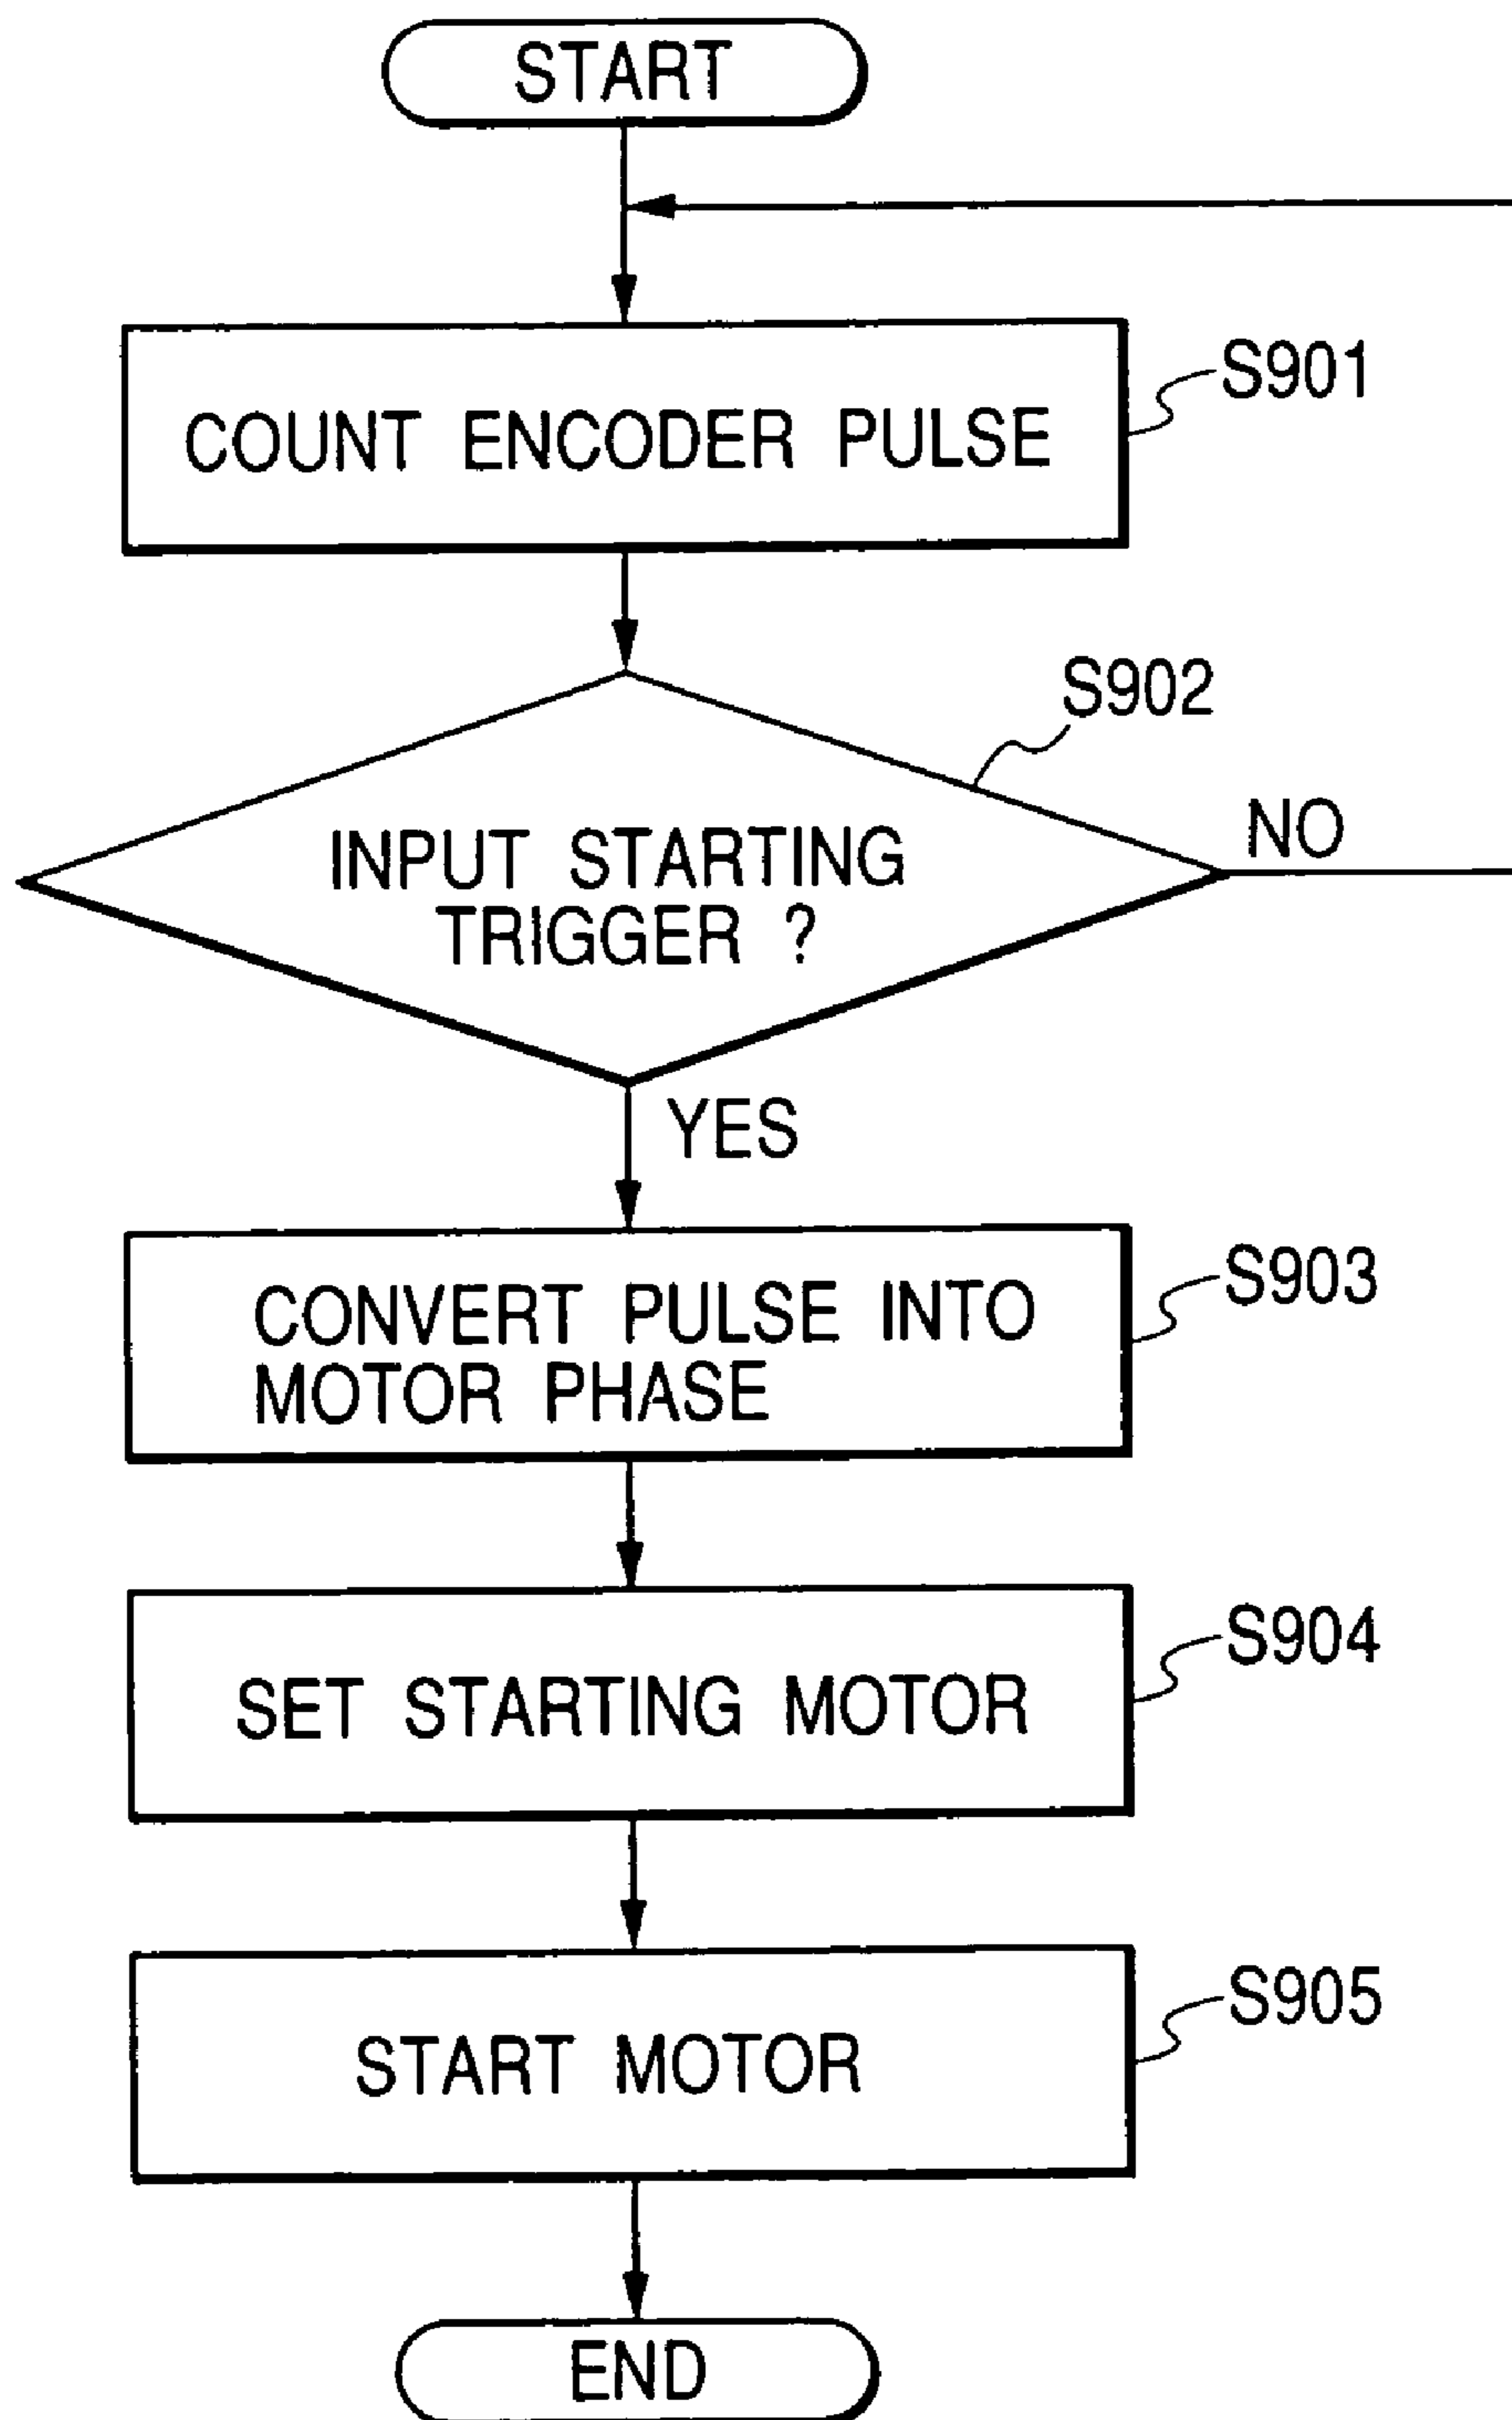 START
COUNT ENCODER PULSE
S901
S902
INPUT STARTING
TRIGGER ?
NO
YES
CONVERT PULSE INTO
MOTOR PHASE
S903
SET STARTING MOTOR
S904
START MOTOR
S905
END